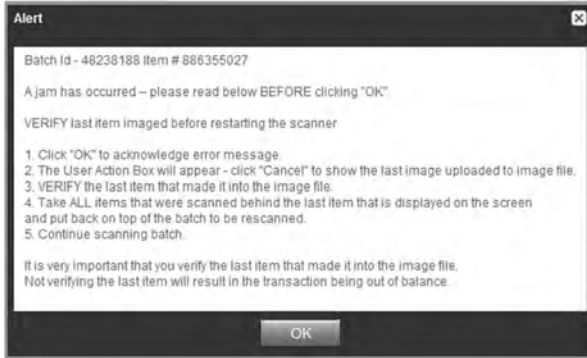 Alert
Batch Id - 48238188 Item # 886355027
A jam has occurred – please read below BEFORE clicking "OK"
VERIFY last item imaged before restarting the scanner
1. Click "OK" to acknowledge error message.
2. The User Action Box will appear - click "Cancel" to show the last image uploaded to image file.
3. VERIFY the last item that made it into the image file.
4. Take ALL items that were scanned behind the last item that is displayed on the screen
and put back on top of the batch to be rescanned.
5. Continue scanning batch.
It is very important that you verify the last item that made it into the image file.
Not verifying the last item will result in the transaction being out of balance.
OK